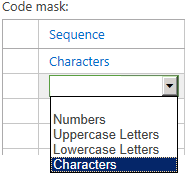 Code mask:
Sequence
Characters
Numbers
Uppercase Letters
Lowercase Letters
Characters